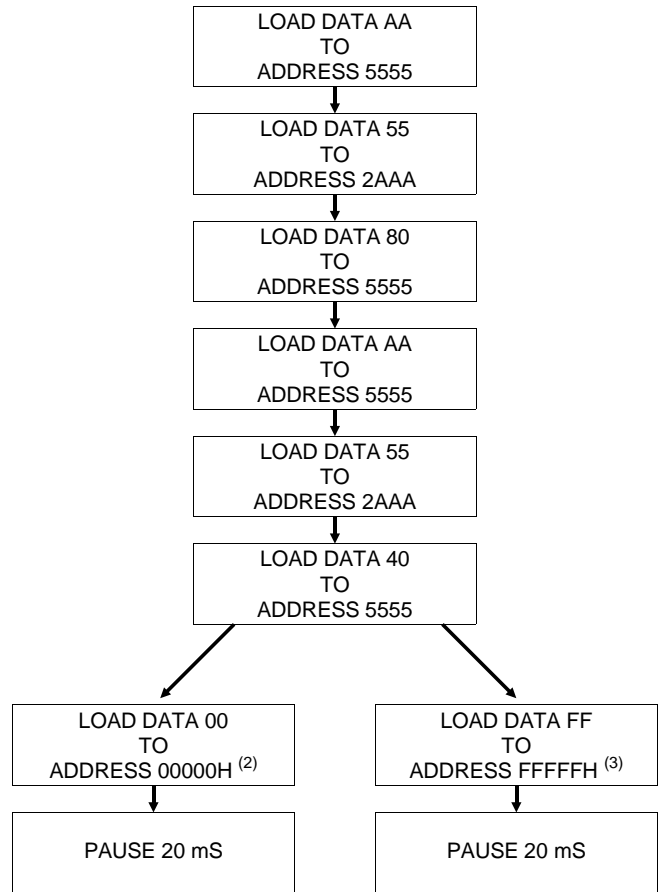 LOAD DATA AA
TO
ADDRESS 5555
LOAD DATA 55
TO
ADDRESS 2AAA
LOAD DATA 80
TO
ADDRESS 5555
LOAD DATA AA
TO
ADDRESS 5555
LOAD DATA 55
TO
ADDRESS 2AAA
LOAD DATA 40
TO
ADDRESS 5555
LOAD DATA 00
TO
ADDRESS 00000H (2)
PAUSE 20 mS
LOAD DATA FF
TO
ADDRESS FFFFFH (3)
PAUSE 20 mS